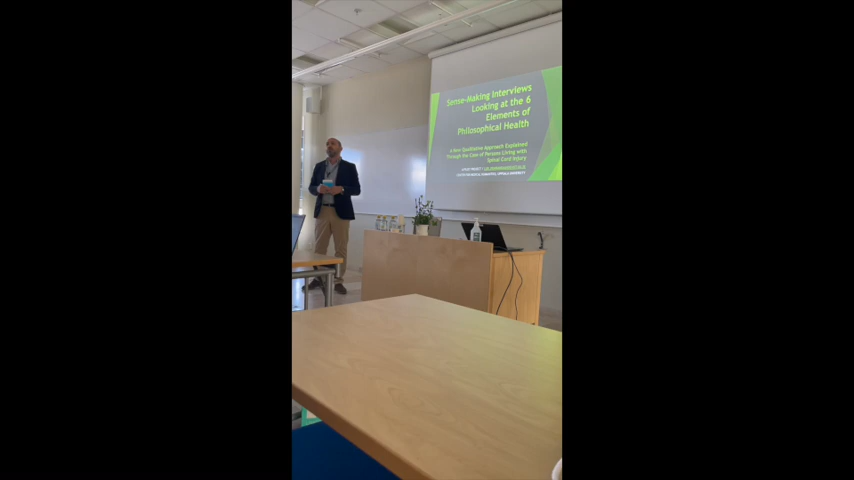 Sense-Making Interviews
Looking at the 6
Elements of
Philosophical Health
A New Qualitative Approach Explained
Through the Case of Persons Living with
Spinal Cord Injury